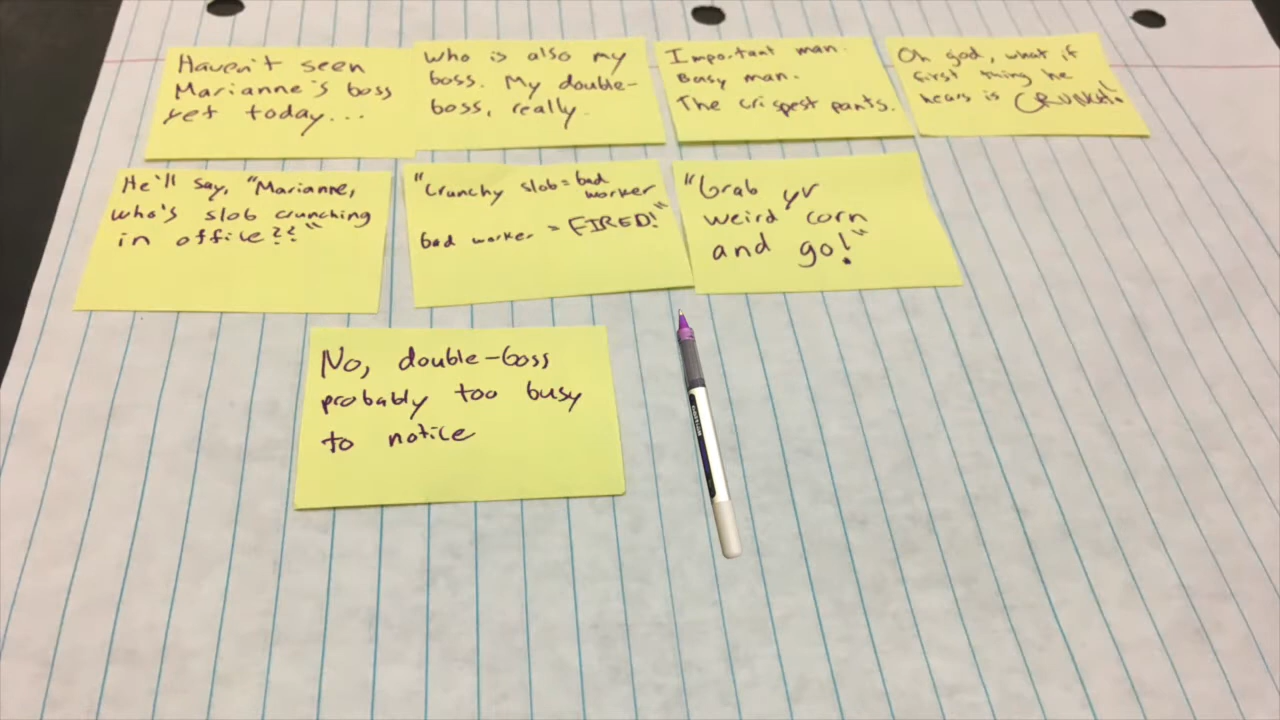 Haven't seen
Marianne's boss
yet today...
Who is also my
boss. My double-
boss, really.
Important man.
Busy man.
The crispest pants.
Oh god, what if
first thing he
hears is CRUNCH!
He'll say, "Marianne,
who's slob crunching
in office??"
"Crunchy slob = bad
worker
bad worker = FIRED!"
"Grab yr
weird corn
and go!"
No, double-boss
probably too busy
to notice